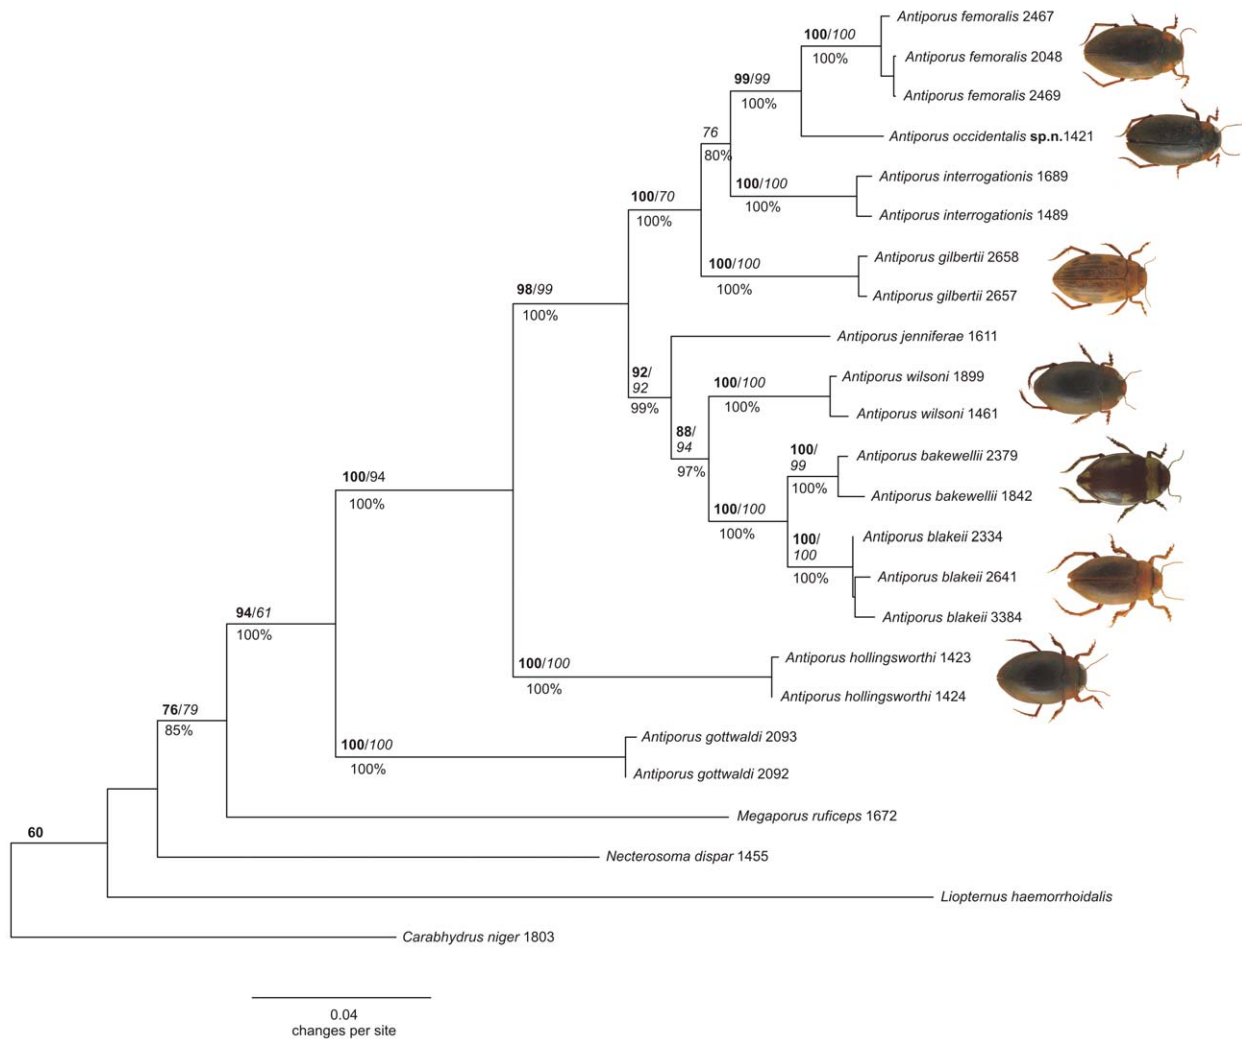 Antiporus femoralis 2467
100/100
100%
Antiporus femoralis 2048
99/99
100%
Antiporus femoralis 2469
76
80%
Antiporus occidentalis sp.n.1421
Antiporus interrogationis 1689
100/100
100%
100/70
100%
Antiporus interrogationis 1489
Antiporus gilbertii 2658
100/100
100%
98/99
100%
Antiporus gilbertii 2657
Antiporus jenniferae 1611
92/
92
99%
Antiporus wilsoni 1899
100/100
100%
Antiporus wilsoni 1461
88/
94
97%
100/
99
100%
Antiporus bakewellii 2379
100/94
100%
Antiporus bakewellii 1842
100/100
100%
100/
100
100%
Antiporus blakeii 2334
Antiporus blakeii 2641
94/61
100%
Antiporus blakeii 3384
100/100
100%
Antiporus hollingsworthi 1423
Antiporus hollingsworthi 1424
76/79
85%
Antiporus gottwaldi 2093
100/100
100%
Antiporus gottwaldi 2092
Megaporus ruficeps 1672
60
Necterosoma dispar 1455
Liopternus haemorrhoidalis
Carabhydrus niger 1803
0.04
changes per site